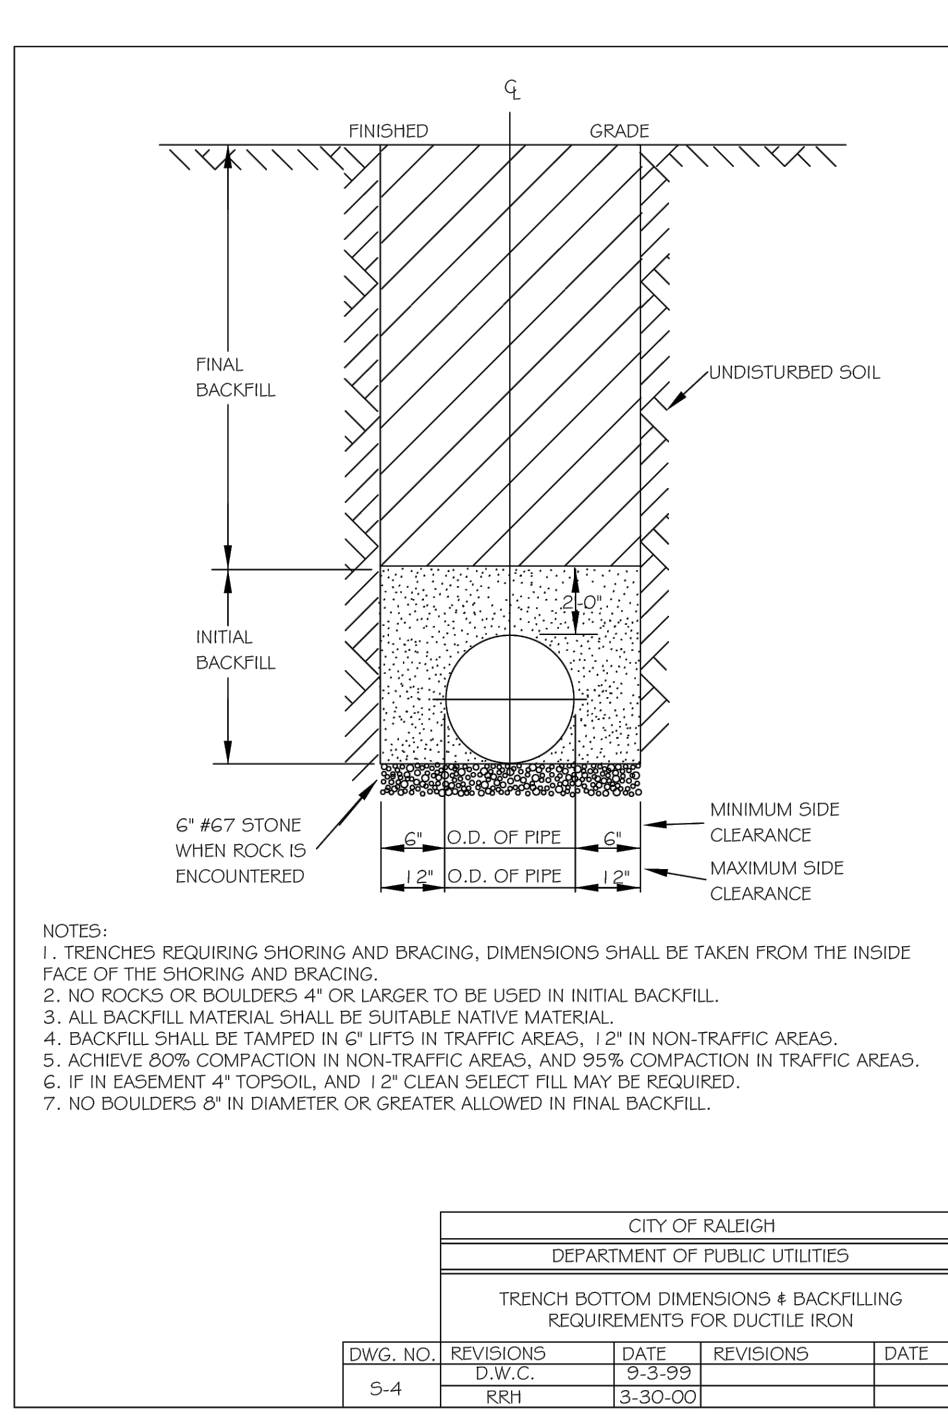 ℄
FINISHED GRADE
FINAL
BACKFILL
UNDISTURBED SOIL
2'-0"
INITIAL
BACKFILL
6" #67 STONE
WHEN ROCK IS
ENCOUNTERED
6" O.D. OF PIPE 6"
12" O.D. OF PIPE 12"
MINIMUM SIDE
CLEARANCE
MAXIMUM SIDE
CLEARANCE
NOTES:
1. TRENCHES REQUIRING SHORING AND BRACING, DIMENSIONS SHALL BE TAKEN FROM THE INSIDE
FACE OF THE SHORING AND BRACING.
2. NO ROCKS OR BOULDERS 4" OR LARGER TO BE USED IN INITIAL BACKFILL.
3. ALL BACKFILL MATERIAL SHALL BE SUITABLE NATIVE MATERIAL.
4. BACKFILL SHALL BE TAMPED IN 6" LIFTS IN TRAFFIC AREAS, 12" IN NON-TRAFFIC AREAS.
5. ACHIEVE 80% COMPACTION IN NON-TRAFFIC AREAS, AND 95% COMPACTION IN TRAFFIC AREAS.
6. IF IN EASEMENT 4" TOPSOIL, AND 12" CLEAN SELECT FILL MAY BE REQUIRED.
7. NO BOULDERS 8" IN DIAMETER OR GREATER ALLOWED IN FINAL BACKFILL.
CITY OF RALEIGH
DEPARTMENT OF PUBLIC UTILITIES
TRENCH BOTTOM DIMENSIONS & BACKFILLING
REQUIREMENTS FOR DUCTILE IRON
DWG. NO. REVISIONS DATE REVISIONS DATE
S-4
D.W.C. 9-3-99
RRH 3-30-00